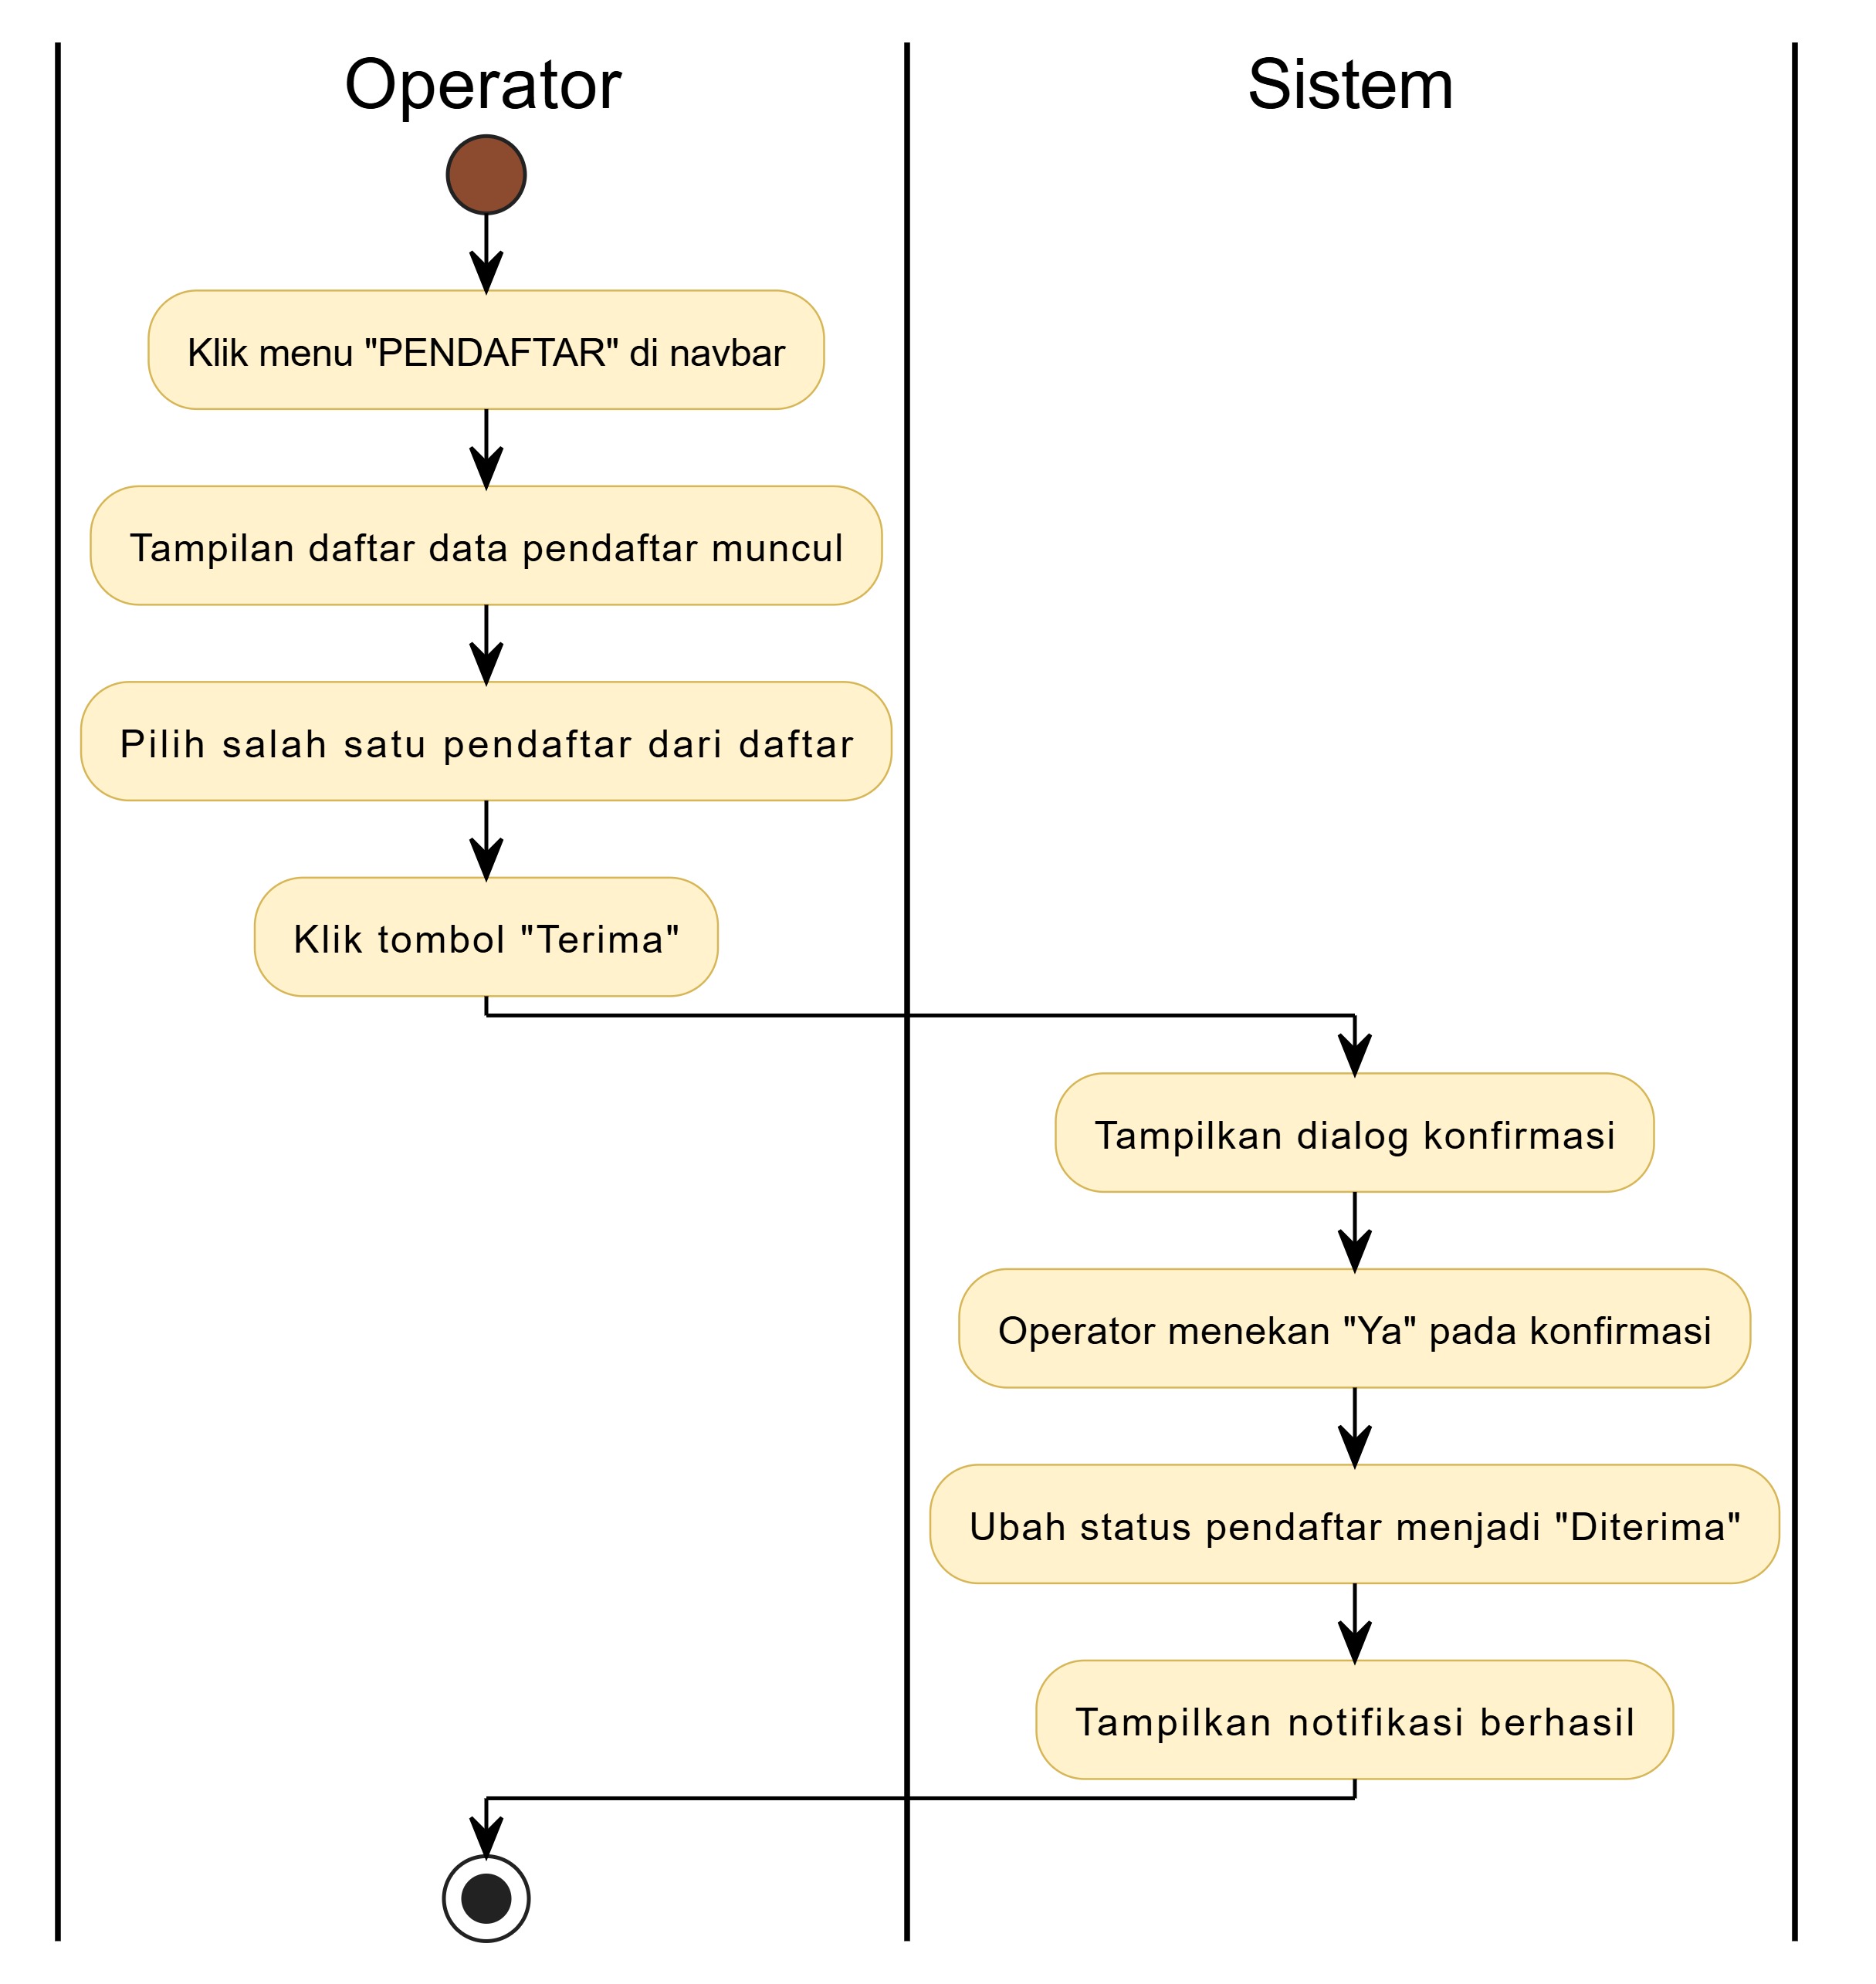 Operator
Sistem
Klik menu "PENDAFTAR" di navbar
Tampilan daftar data pendaftar muncul
Pilih salah satu pendaftar dari daftar
Klik tombol "Terima"
Tampilkan dialog konfirmasi
Operator menekan "Ya" pada konfirmasi
Ubah status pendaftar menjadi "Diterima"
Tampilkan notifikasi berhasil